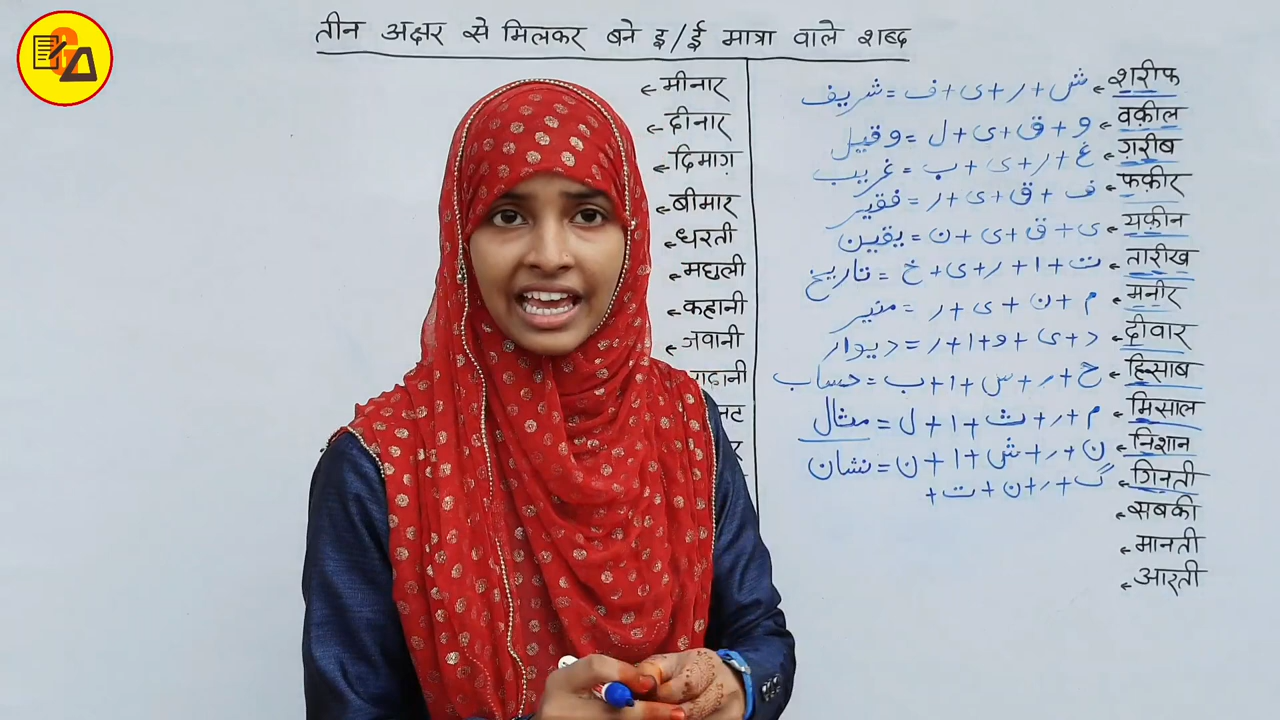 तीन अक्षर से मिलकर बने इ/ई मात्रा वाले शब्द
शरीफ ← ش + ر + ی + ف = شریف
वक़ील ← و + ق + ی + ل = وقیل
ग़रीब ← غ + ر + ی + ب = غریب
फ़क़ीर ← ف + ق + ی + ر = فقیر
यक़ीन ← ی + ق + ی + ن = یقین
तारीख़ ← ت + ا + ر + ی + خ = تاریخ
मनीर ← م + ن + ی + ر = منیر
दीवार ← د + ی + و + ا + ر = دیوار
हिसाब ← ح + ؍ + س + ا + ب = حساب
मिसाल ← م + ؍ + ث + ا + ل = مثال
निशान ← ن + ؍ + ش + ا + ن = نشان
गिनती ← گ + ؍ + ن + ت +
सबकी ←
मानती ←
आरती ←
मीनार ←
दीनार ←
दिमाग़ ←
बीमार ←
धरती ←
मछली ←
कहानी ←
जवानी ←